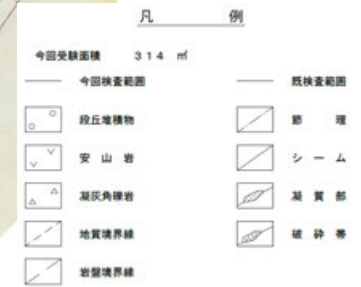 凡 例
今回受験面積 314 ㎡
今回検査範囲 既検査範囲
段丘堆積物 節 理
安 山 岩 シ ー ム
凝灰角礫岩 凝 質 部
地質境界線 破 砕 帯
岩盤境界線